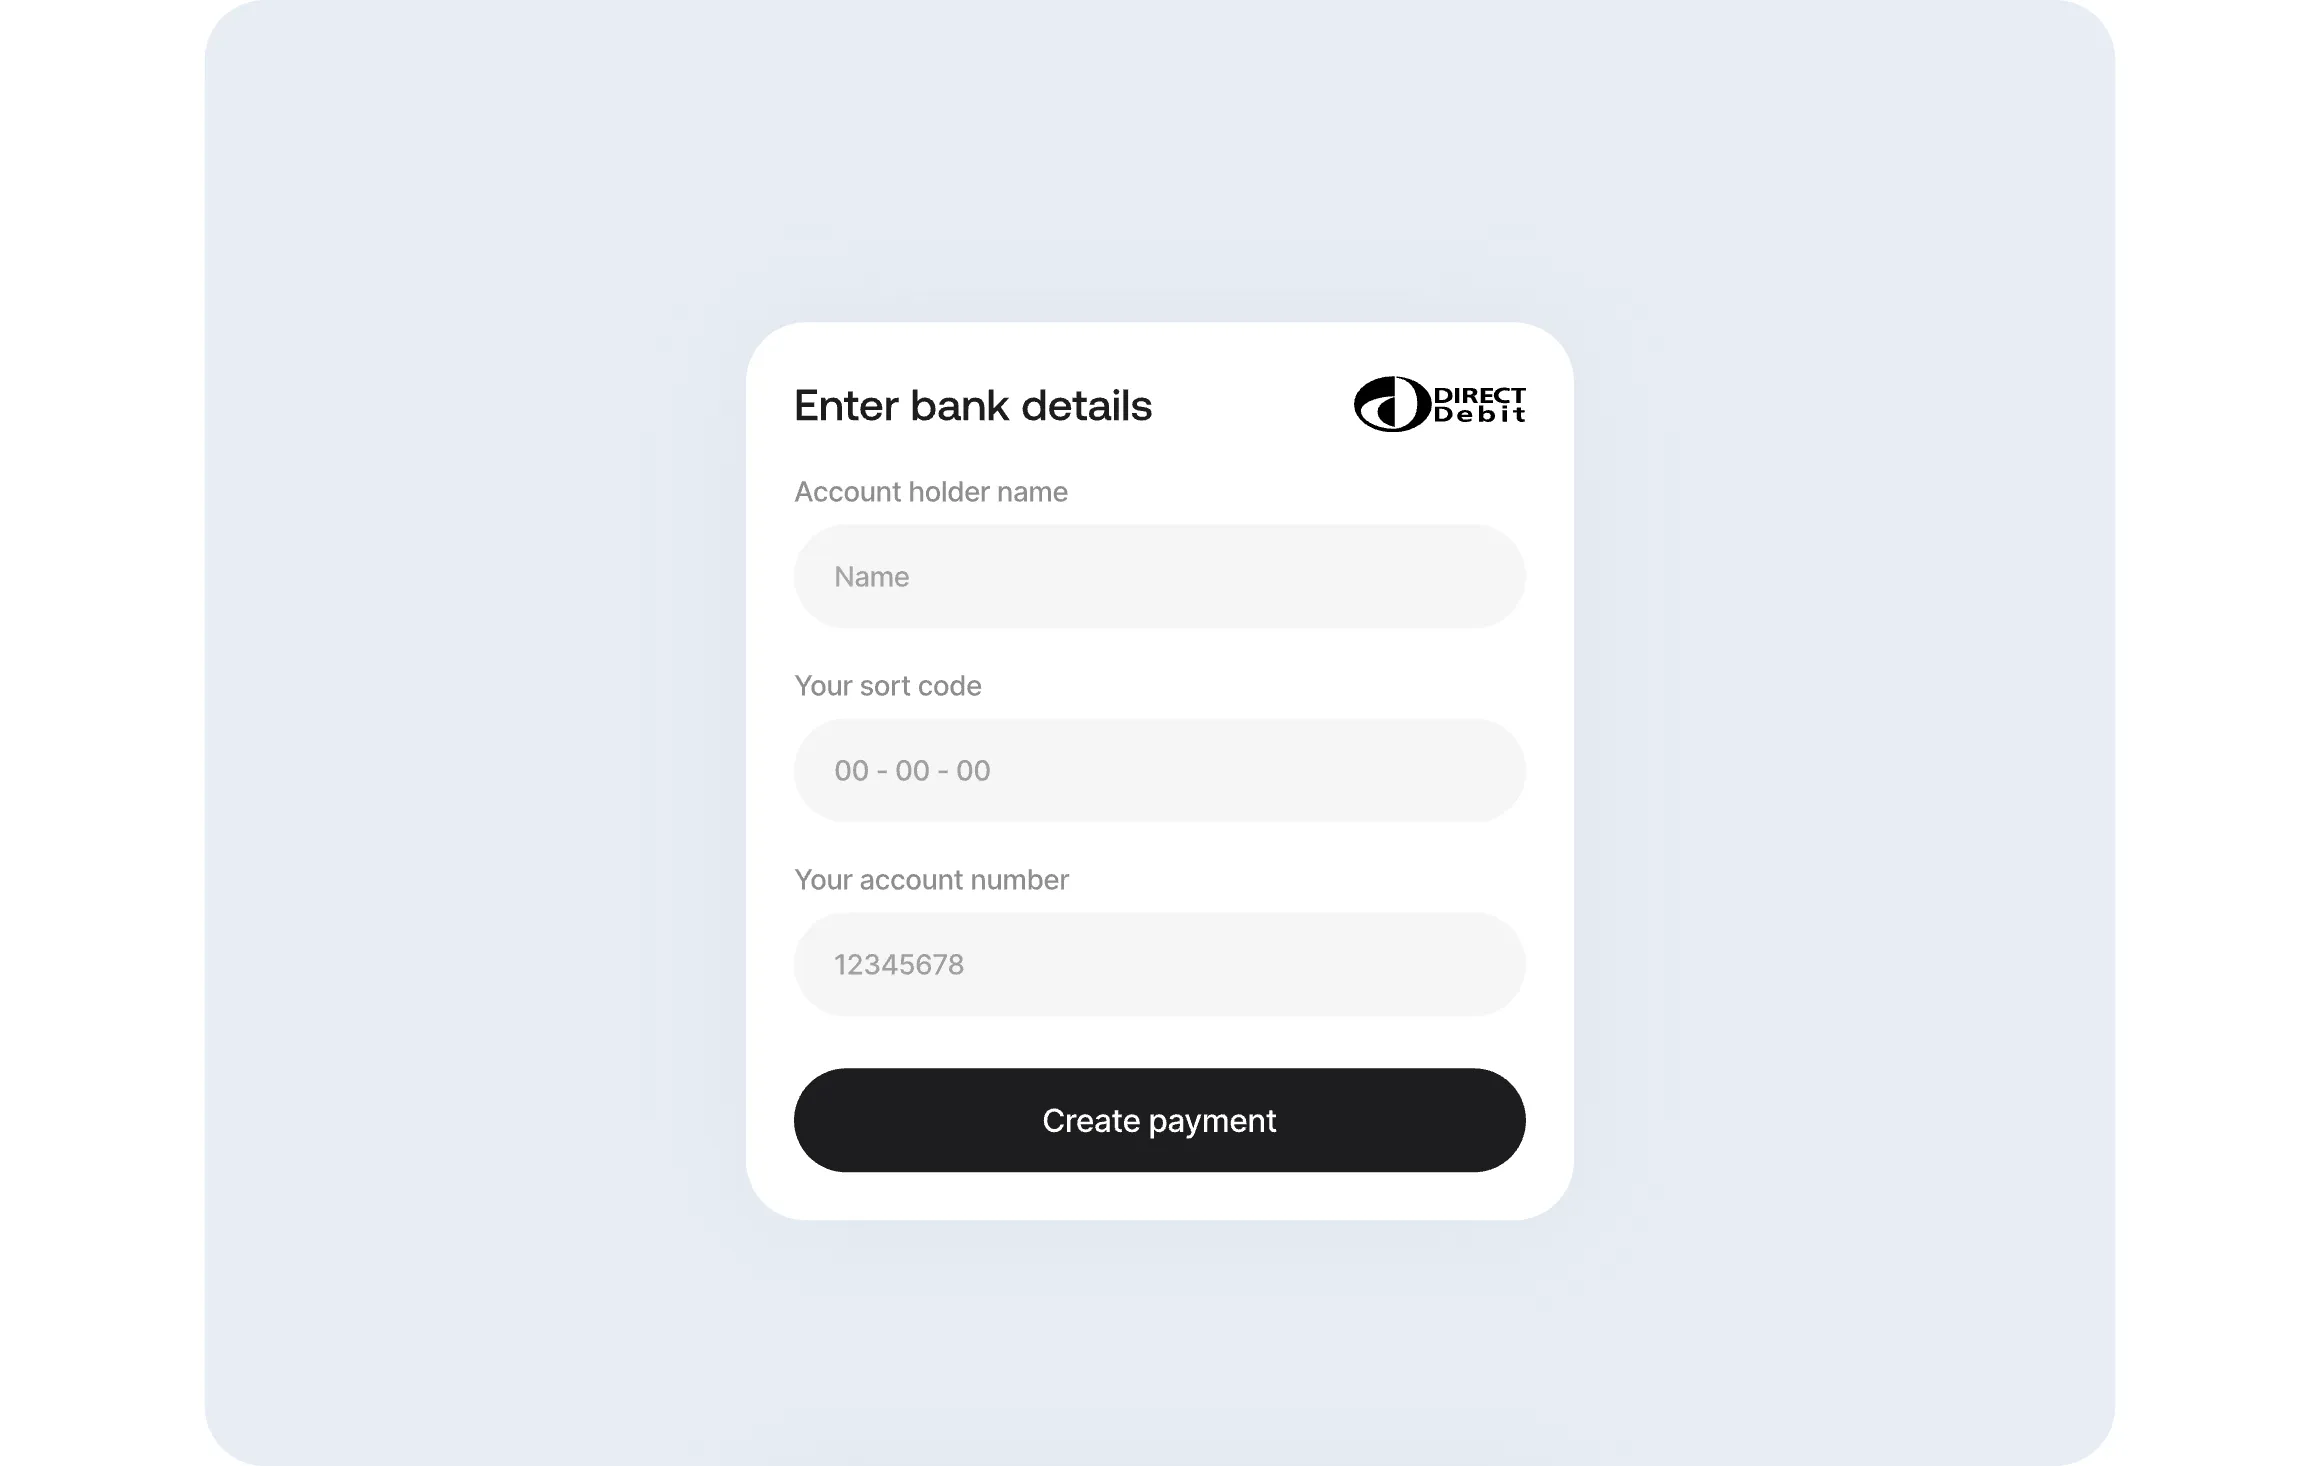 Enter bank details
DIRECT
Debit
Account holder name
Name
Your sort code
00 - 00 - 00
Your account number
12345678
Create payment